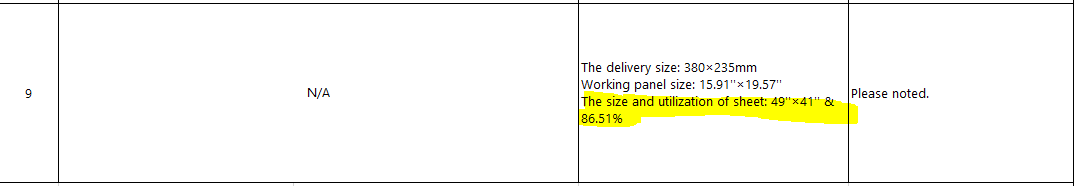 9
N/A
The delivery size: 380×235mm
Working panel size: 15.91''×19.57''
The size and utilization of sheet: 49''×41'' &
86.51%
Please noted.